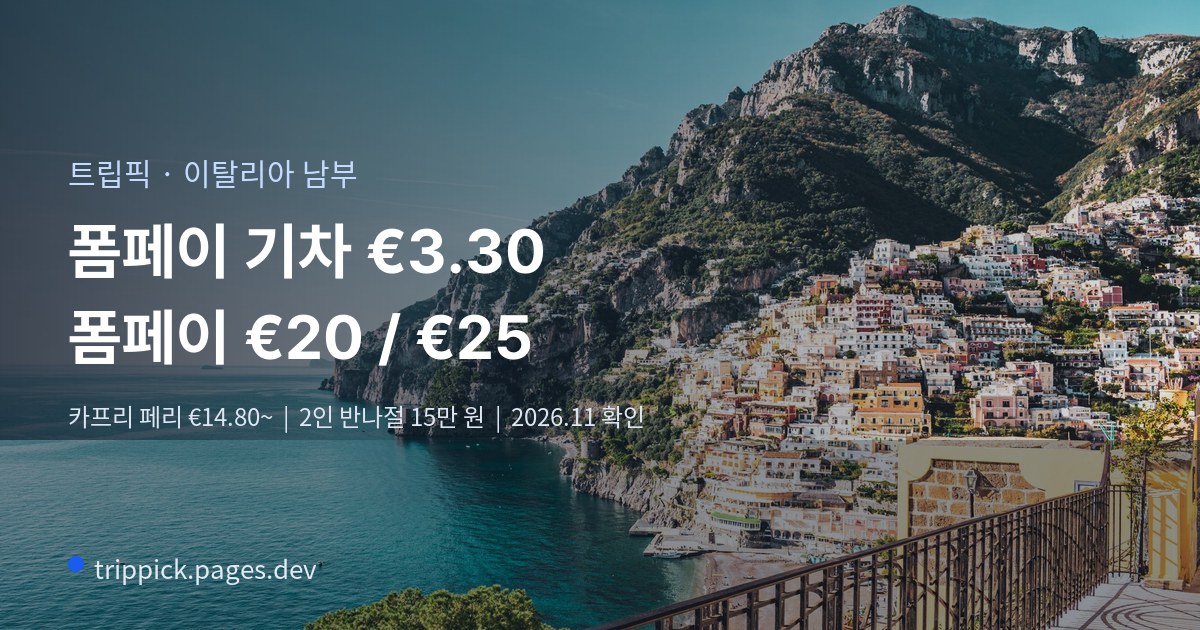 트립픽 · 이탈리아 남부
폼페이 기차 €3.30
폼페이 €20 / €25
카프리 페리 €14.80~ | 2인 반나절 15만 원 | 2026.11 확인
trippick.pages.dev